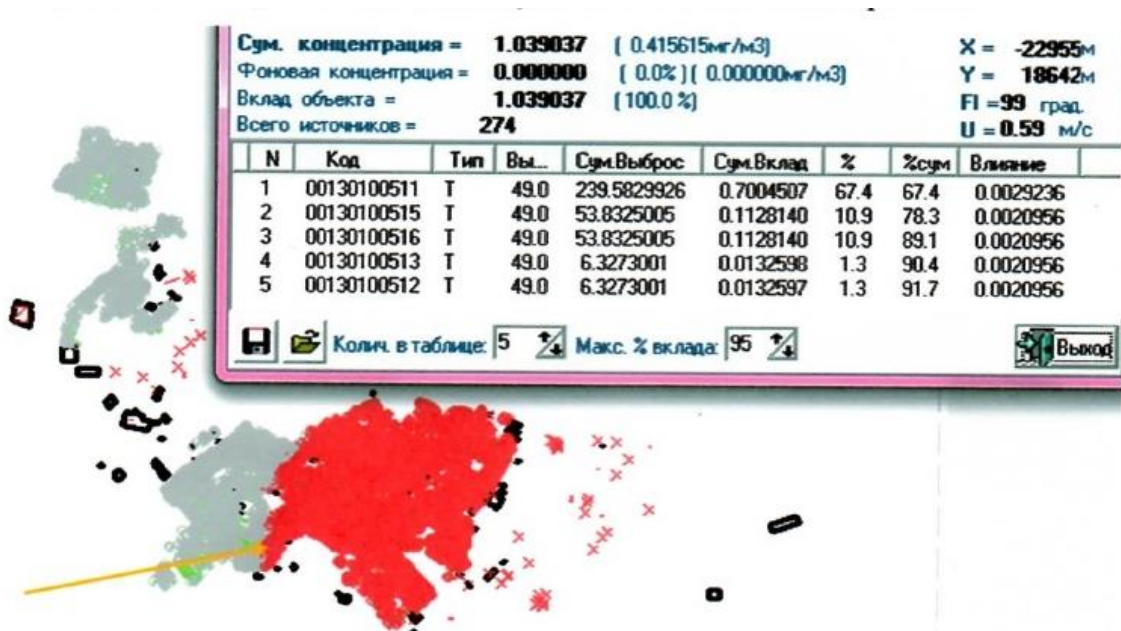 Сум. концентрация = 1.039037 ( 0.415615мг/м3) X = -22955м
Фоновая концентрация = 0.000000 ( 0.0% )( 0.000000мг/м3) Y = 18642м
Вклад объекта = 1.039037 (100.0 %) FI =99 град.
Всего источников = 274 U = 0.59 м/с
N Код Тип Вы... Сум.Выброс Сум.Вклад % %сум Влияние
1 00130100511 Т 49.0 239.5829926 0.7004507 67.4 67.4 0.0029236
2 00130100515 Т 49.0 53.8325005 0.1128140 10.9 78.3 0.0020956
3 00130100516 Т 49.0 53.8325005 0.1128140 10.9 89.1 0.0020956
4 00130100513 Т 49.0 6.3273001 0.0132598 1.3 90.4 0.0020956
5 00130100512 Т 49.0 6.3273001 0.0132597 1.3 91.7 0.0020956
Колич. в таблице: 5 Макс. % вклада: 95 Выход